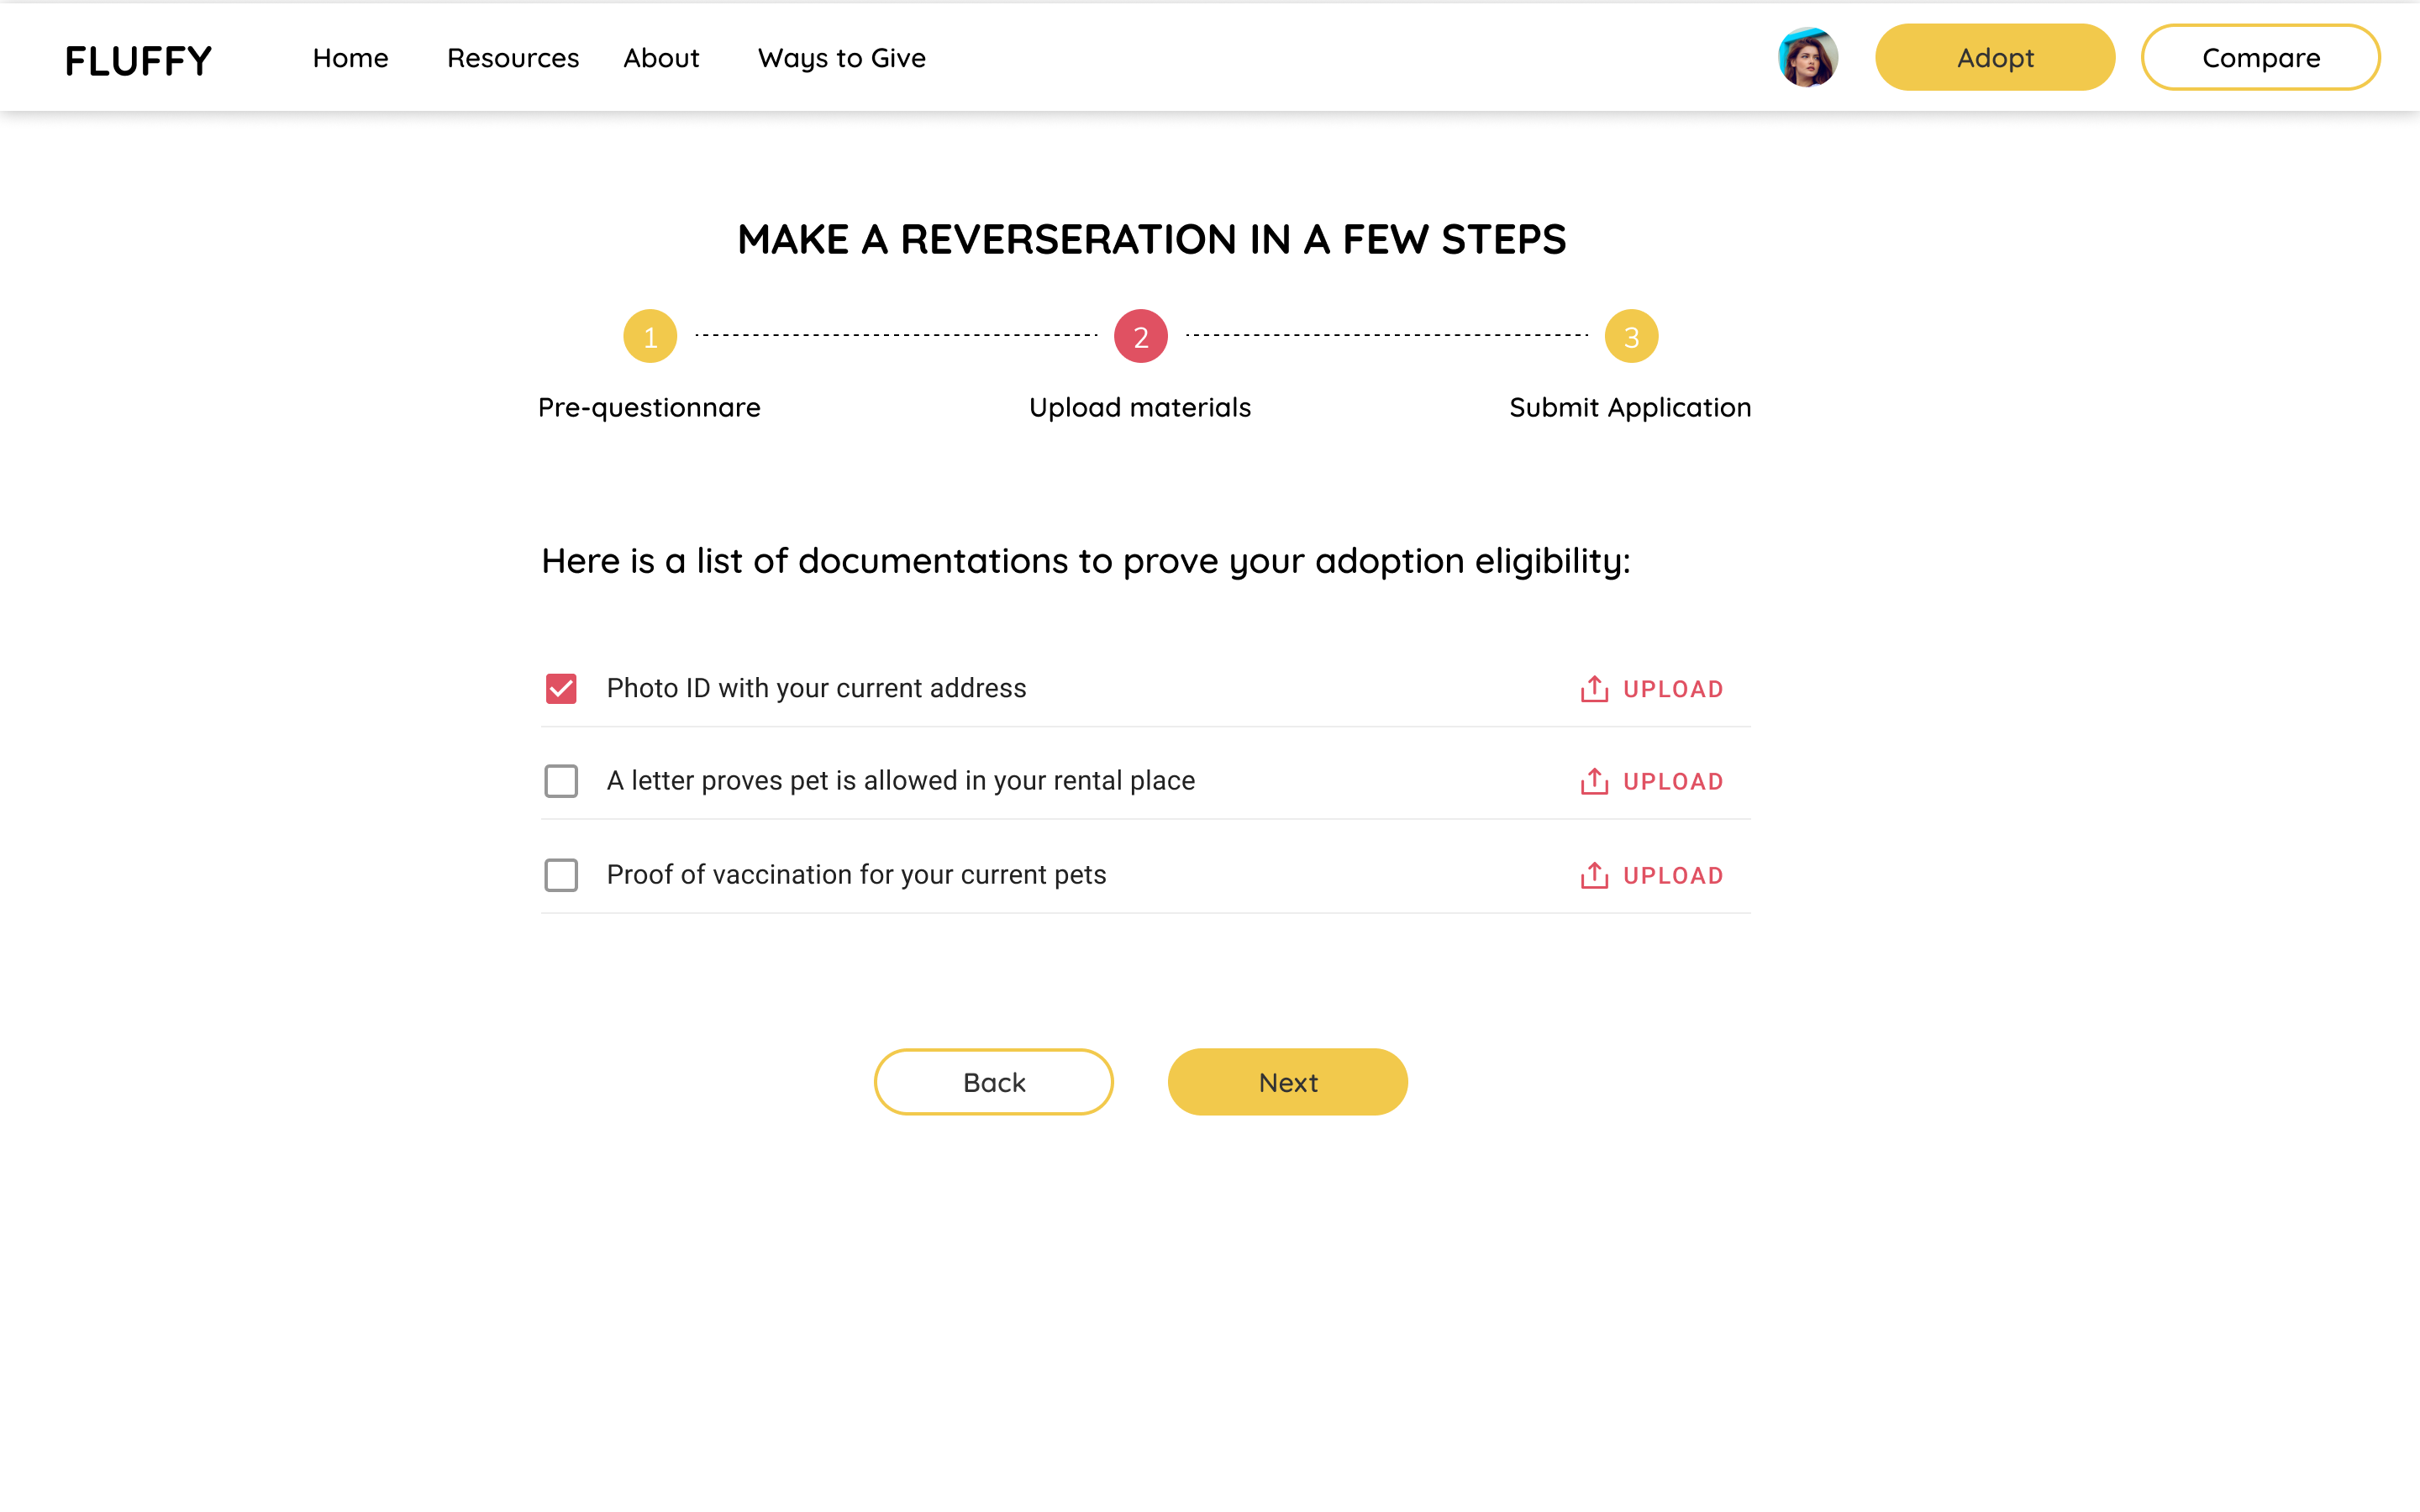 FLUFFY Home Resources About Ways to Give Adopt Compare
MAKE A REVERSERATION IN A FEW STEPS
1 2 3
Pre-questionnare Upload materials Submit Application
Here is a list of documentations to prove your adoption eligibility:
Photo ID with your current address UPLOAD
A letter proves pet is allowed in your rental place UPLOAD
Proof of vaccination for your current pets UPLOAD
Back Next